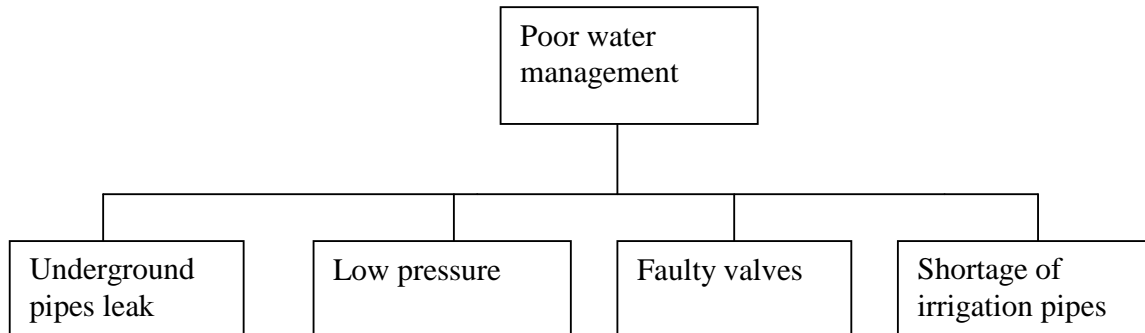 Poor water
management
Underground
pipes leak
Low pressure
Faulty valves
Shortage of
irrigation pipes